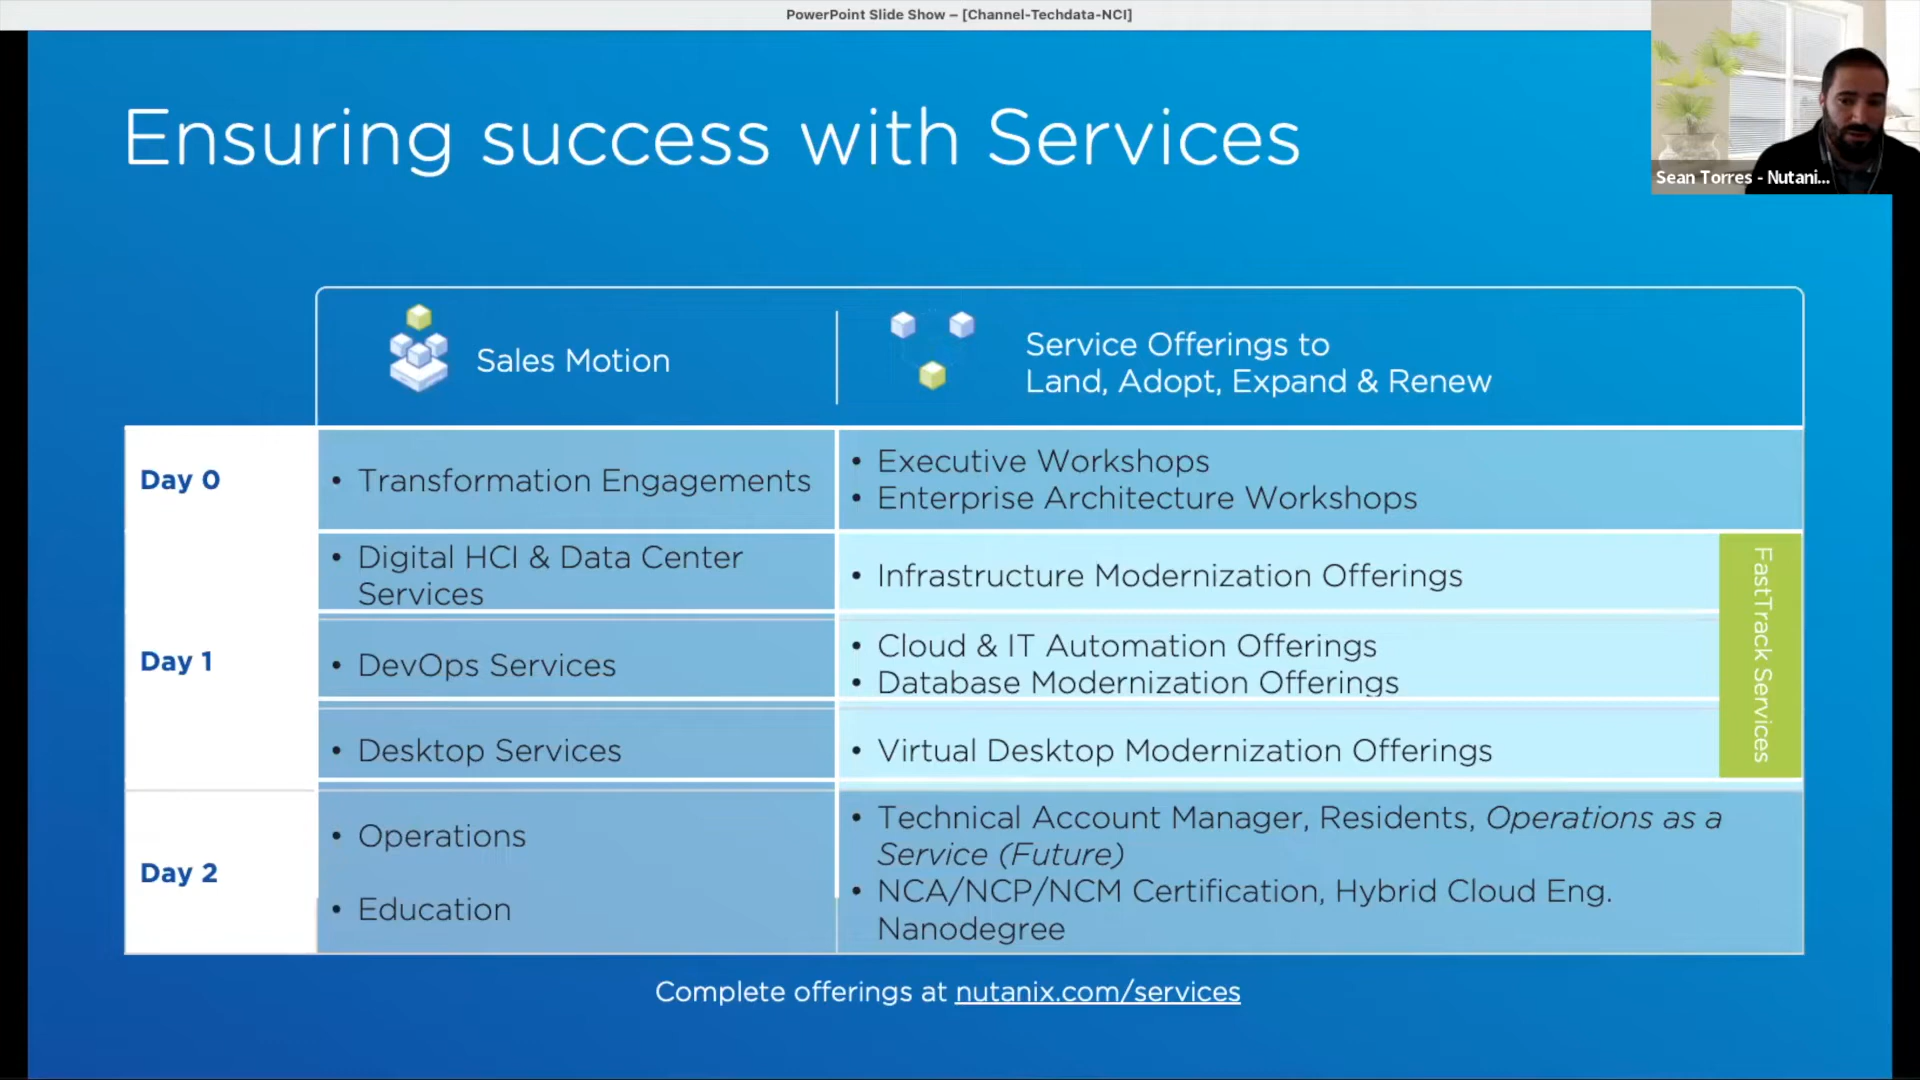 PowerPoint Slide Show – [Channel-Techdata-NCI]
Sean Torres - Nutani...
Ensuring success with Services
Sales Motion
Service Offerings to
Land, Adopt, Expand & Renew
Day 0
• Transformation Engagements
• Executive Workshops
• Enterprise Architecture Workshops
Day 1
• Digital HCI & Data Center
Services
• Infrastructure Modernization Offerings
• DevOps Services
• Cloud & IT Automation Offerings
• Database Modernization Offerings
• Desktop Services
• Virtual Desktop Modernization Offerings
FastTrack Services
Day 2
• Operations
• Education
• Technical Account Manager, Residents, Operations as a
Service (Future)
• NCA/NCP/NCM Certification, Hybrid Cloud Eng.
Nanodegree
Complete offerings at nutanix.com/services